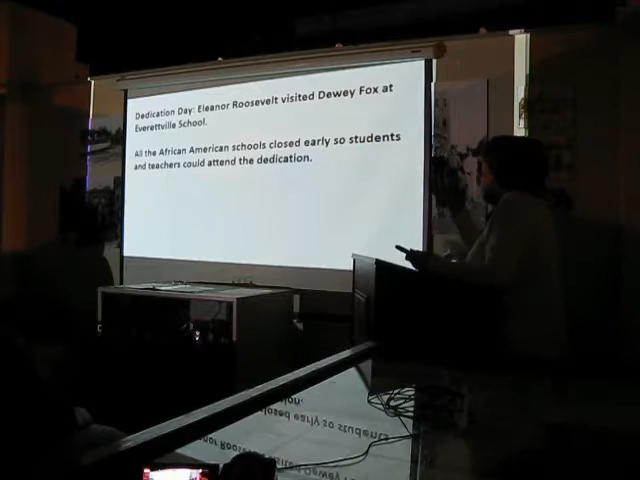 Dedication Day: Eleanor Roosevelt visited Dewey Fox at
Everettville School.
All the African American schools closed early so students
and teachers could attend the dedication.